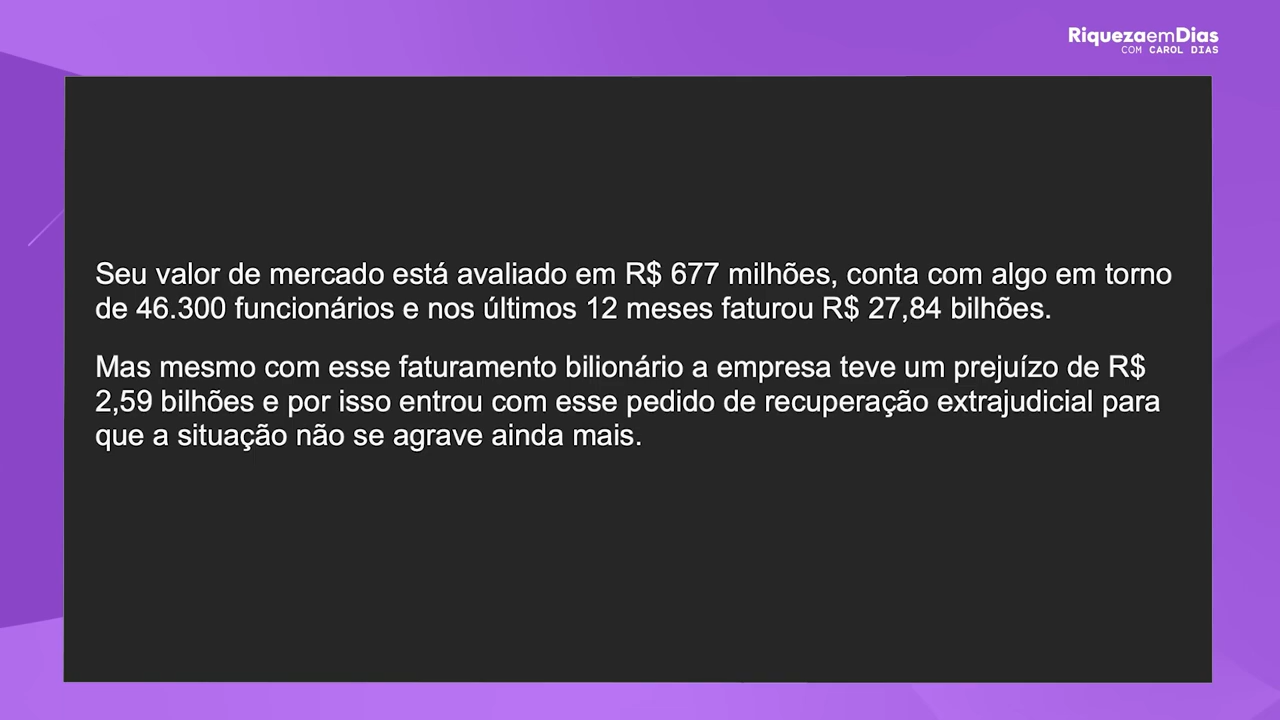 RiquezaemDias
COM CAROL DIAS
Seu valor de mercado está avaliado em R$ 677 milhões, conta com algo em torno
de 46.300 funcionários e nos últimos 12 meses faturou R$ 27,84 bilhões.
Mas mesmo com esse faturamento bilionário a empresa teve um prejuízo de R$
2,59 bilhões e por isso entrou com esse pedido de recuperação extrajudicial para
que a situação não se agrave ainda mais.